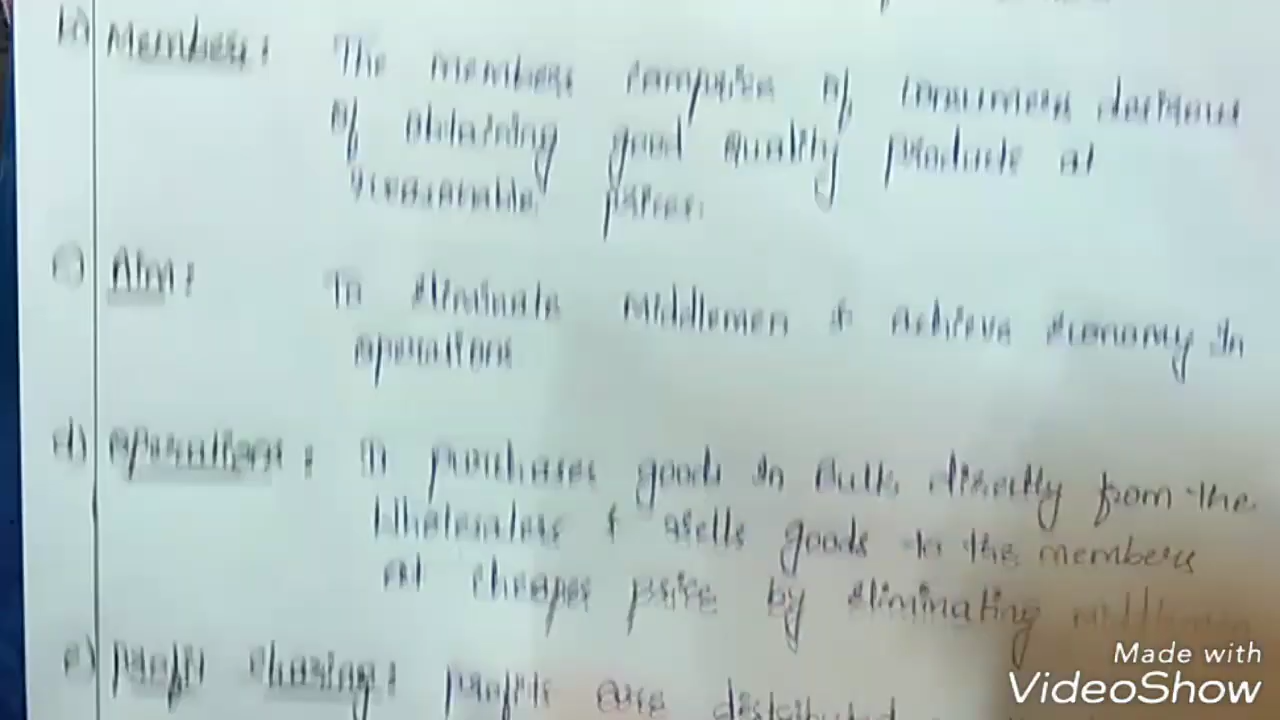 b) Members : The members comprise of consumers desirous
of obtaining good quality products at
reasonable prices.
c) Aim : To eliminate middlemen & achieve economy in
operations
d) operations : It purchases goods in bulk directly from the
Wholesalers & sells goods to the members
at cheaper price by eliminating middlemen
e) profit sharing : profits are distributed
Made with
VideoShow